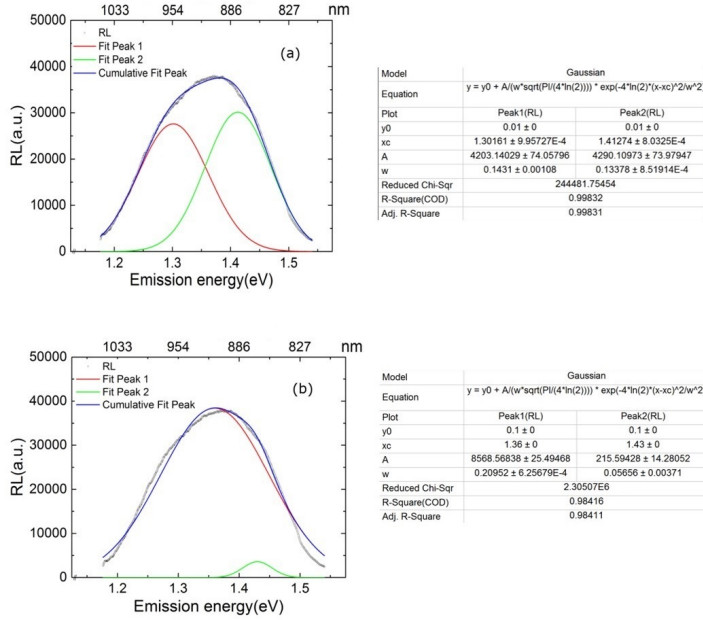 1033 954 886 827 nm
50000
40000
30000
20000
10000
0
RL(a.u.)
RL
Fit Peak 1
Fit Peak 2
Cumulative Fit Peak
(a)
1.2 1.3 1.4 1.5
Emission energy(eV)
Model Gaussian
Equation y = y0 + A/(w*sqrt(PI/(4*ln(2)))) * exp(-4*ln(2)*(x-xc)^2/w^2
Plot Peak1(RL) Peak2(RL)
y0 0.01 ± 0 0.01 ± 0
xc 1.30161 ± 9.95727E-4 1.41274 ± 8.0325E-4
A 4203.14029 ± 74.05796 4290.10973 ± 73.97947
w 0.1431 ± 0.00108 0.13378 ± 8.51914E-4
Reduced Chi-Sqr 244481.75454
R-Square(COD) 0.99832
Adj. R-Square 0.99831
1033 954 886 827 nm
50000
40000
30000
20000
10000
0
RL(a.u.)
RL
Fit Peak 1
Fit Peak 2
Cumulative Fit Peak
(b)
1.2 1.3 1.4 1.5
Emission energy(eV)
Model Gaussian
Equation y = y0 + A/(w*sqrt(PI/(4*ln(2)))) * exp(-4*ln(2)*(x-xc)^2/w^2
Plot Peak1(RL) Peak2(RL)
y0 0.1 ± 0 0.1 ± 0
xc 1.36 ± 0 1.43 ± 0
A 8568.56838 ± 25.49468 215.59428 ± 14.28052
w 0.20952 ± 6.25679E-4 0.05656 ± 0.00371
Reduced Chi-Sqr 2.30507E6
R-Square(COD) 0.98416
Adj. R-Square 0.98411